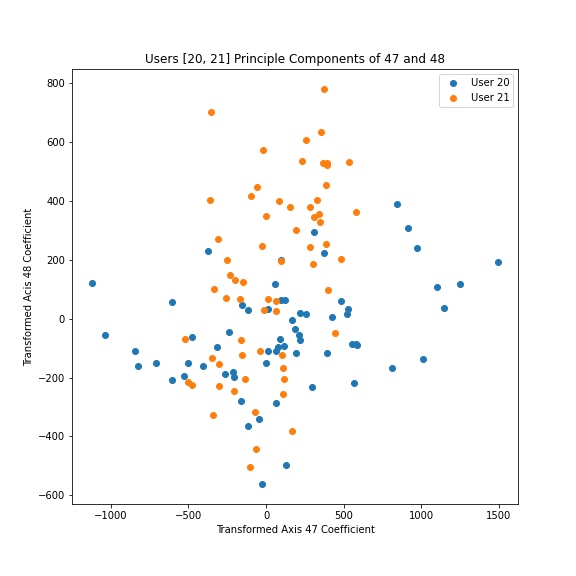 Users [20, 21] Principle Components of 47 and 48
User 20
User 21
800
600
400
200
0
−200
−400
−600
Transformed Acis 48 Coefficient
−1000
−500
0
500
1000
1500
Transformed Axis 47 Coefficient